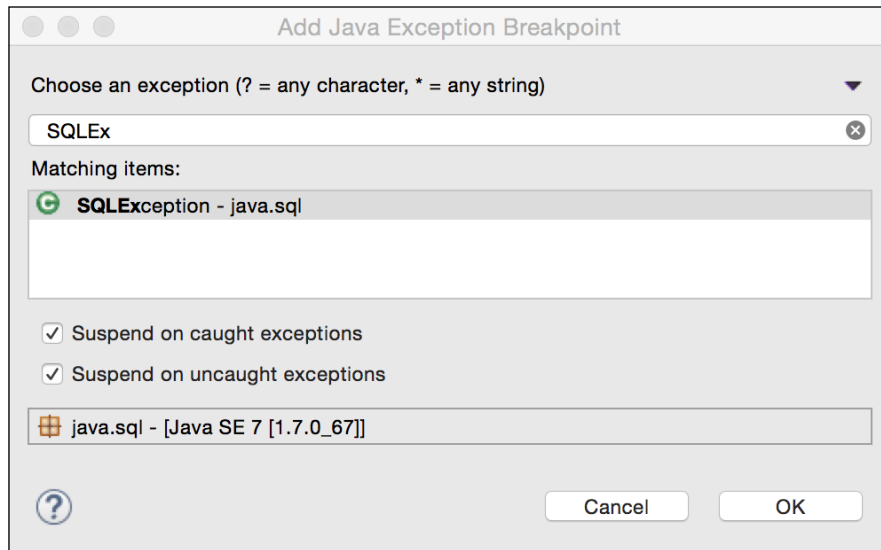 Add Java Exception Breakpoint
Choose an exception (? = any character, * = any string)
SQLEx
Matching items:
C SQLException - java.sql
Suspend on caught exceptions
Suspend on uncaught exceptions
java.sql - [Java SE 7 [1.7.0_67]]
? Cancel OK